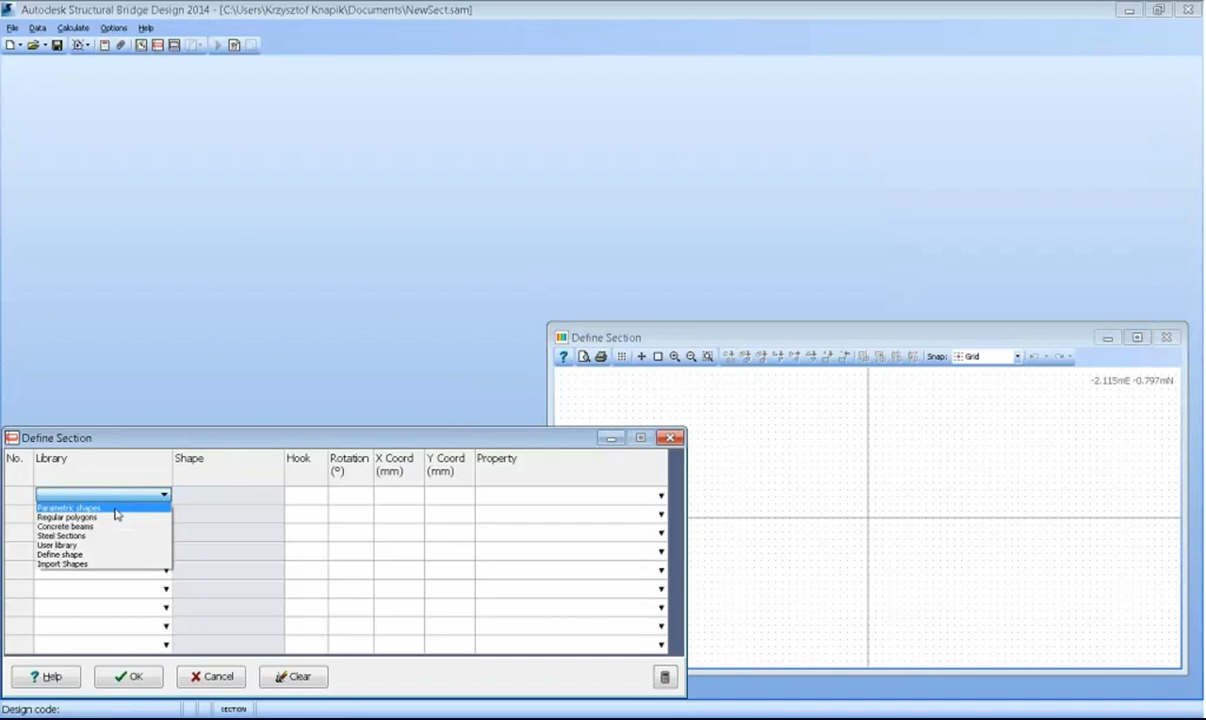 Autodesk Structural Bridge Design 2014 - [C:\Users\Krzysztof Knapik\Documents\NewSect.sam]
File Data Calculate Options Help
Define Section
Snap: Grid
-2.115mE -0.797mN
Define Section
No. Library Shape Hook Rotation (°) X Coord (mm) Y Coord (mm) Property
Parametric shapes
Regular polygons
Concrete beams
Steel Sections
User library
Define shape
Import Shapes
? Help OK Cancel Clear
Design code: SECTION